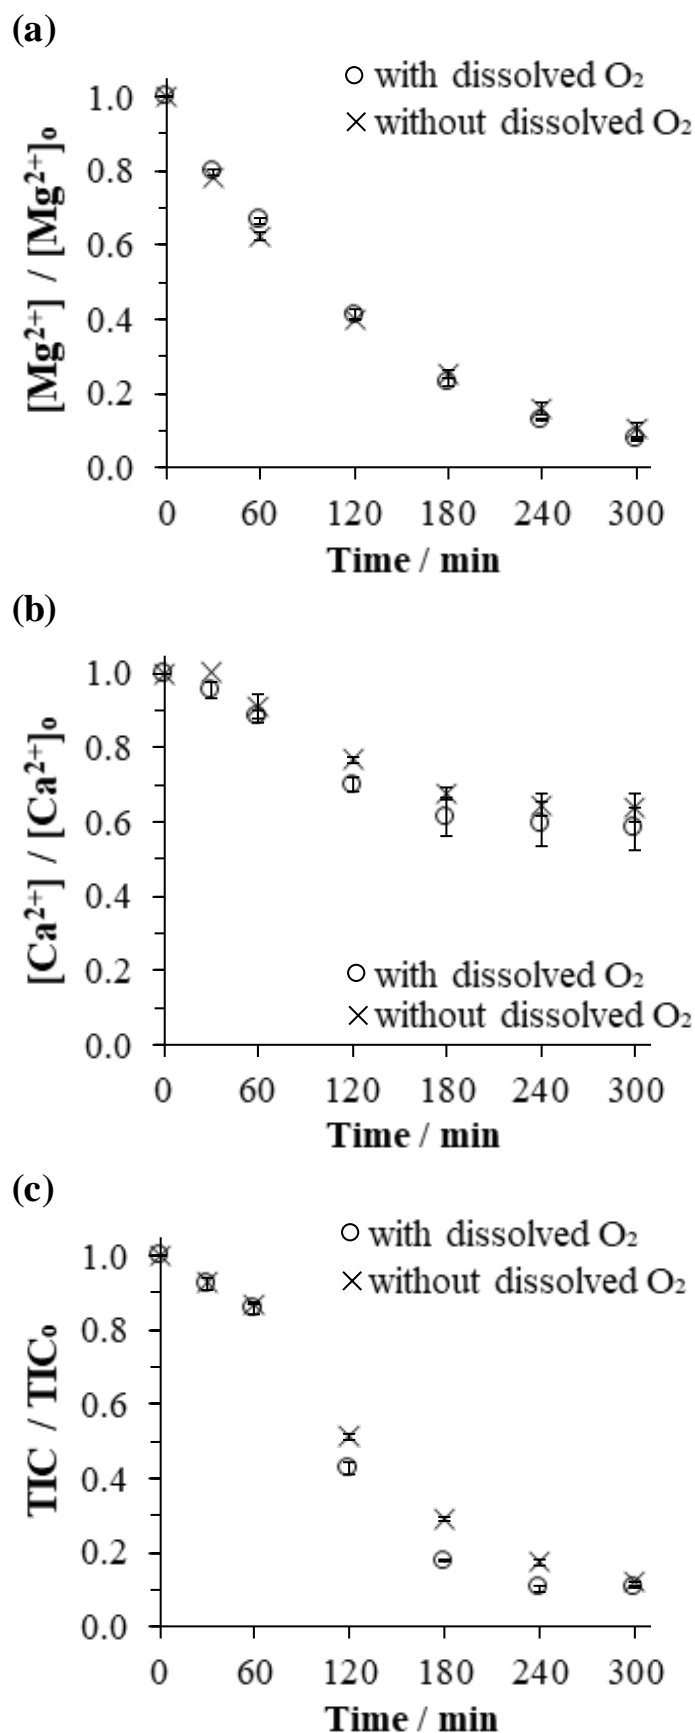 (a)
with dissolved O₂
without dissolved O₂
[Mg²⁺] / [Mg²⁺]₀
1.0
0.8
0.6
0.4
0.2
0.0
0 60 120 180 240 300
Time / min
(b)
[Ca²⁺] / [Ca²⁺]₀
1.0
0.8
0.6
0.4
0.2
0.0
with dissolved O₂
without dissolved O₂
0 60 120 180 240 300
Time / min
(c)
with dissolved O₂
without dissolved O₂
TIC / TIC₀
1.0
0.8
0.6
0.4
0.2
0.0
0 60 120 180 240 300
Time / min